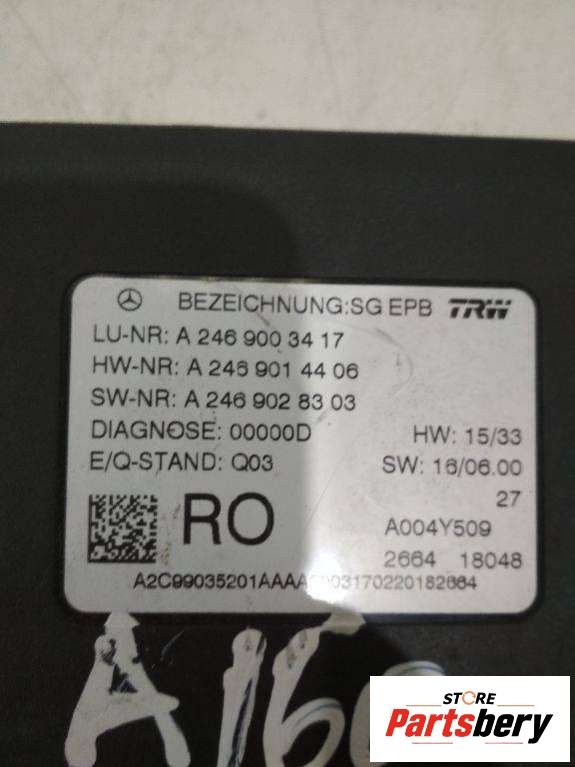 BEZEICHNUNG:SG EPB TRW
LU-NR: A 246 900 34 17
HW-NR: A 246 901 44 06
SW-NR: A 246 902 83 03
DIAGNOSE: 00000D HW: 15/33
E/Q-STAND: Q03 SW: 16/06.00
27
RO A004Y509
2664 18048
STORE
Partsbery